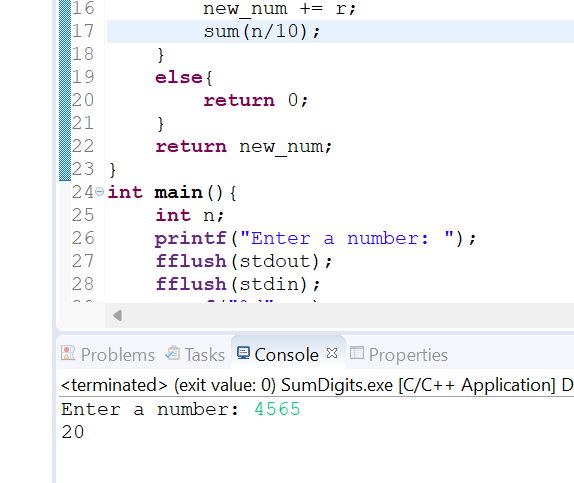 16 new_num += r;
17 sum(n/10);
18 }
19 else{
20 return 0;
21 }
22 return new_num;
23 }
24 int main(){
25 int n;
26 printf("Enter a number: ");
27 fflush(stdout);
28 fflush(stdin);
Problems Tasks Console Properties
<terminated> (exit value: 0) SumDigits.exe [C/C++ Application] D
Enter a number: 4565
20